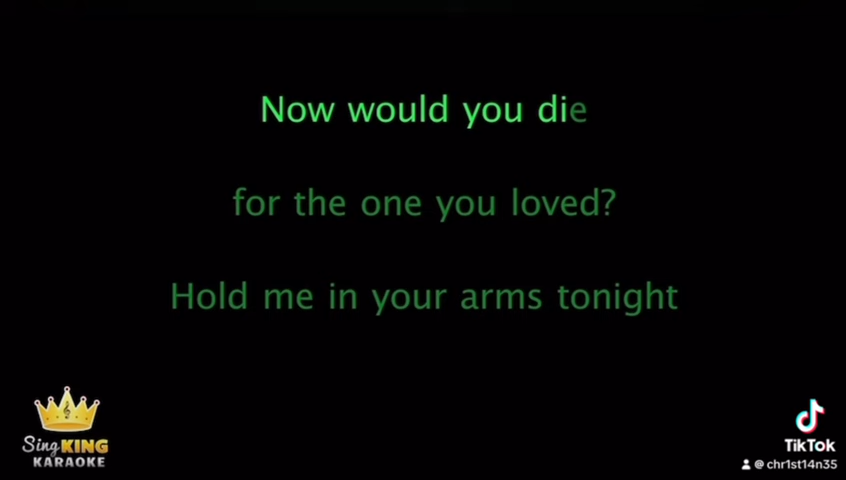 Now would you die
for the one you loved?
Hold me in your arms tonight
Sing KING
KARAOKE
TikTok
@ chr1st14n35